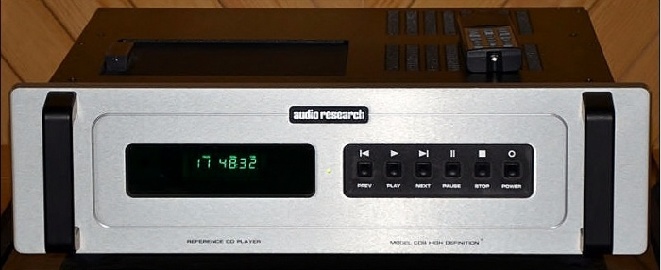 audio research
17 48 32
PREV PLAY NEXT PAUSE STOP POWER
REFERENCE CD PLAYER
MODEL CD8 HIGH DEFINITION